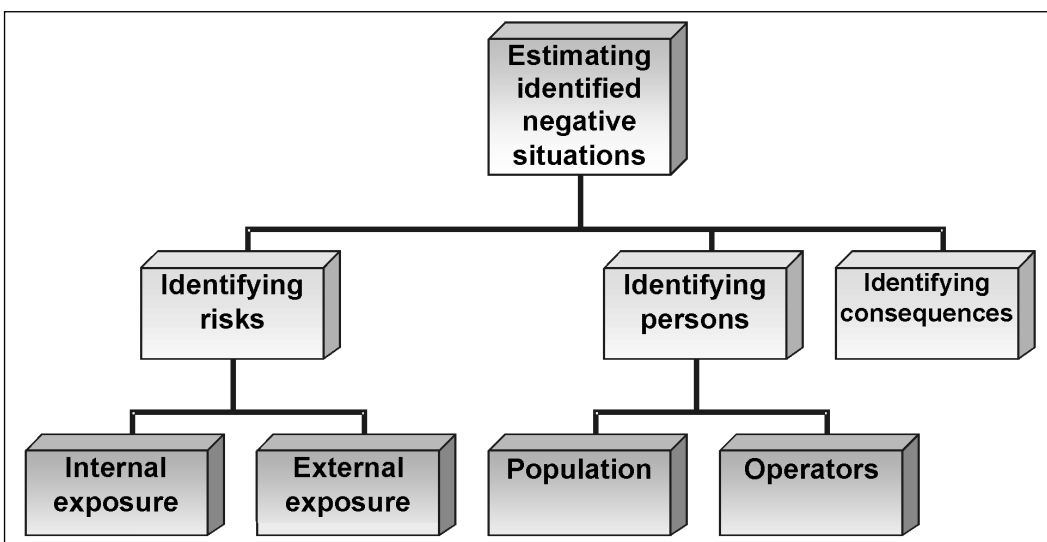 Estimating
identified
negative
situations
Identifying
risks
Identifying
persons
Identifying
consequences
Internal
exposure
External
exposure
Population
Operators